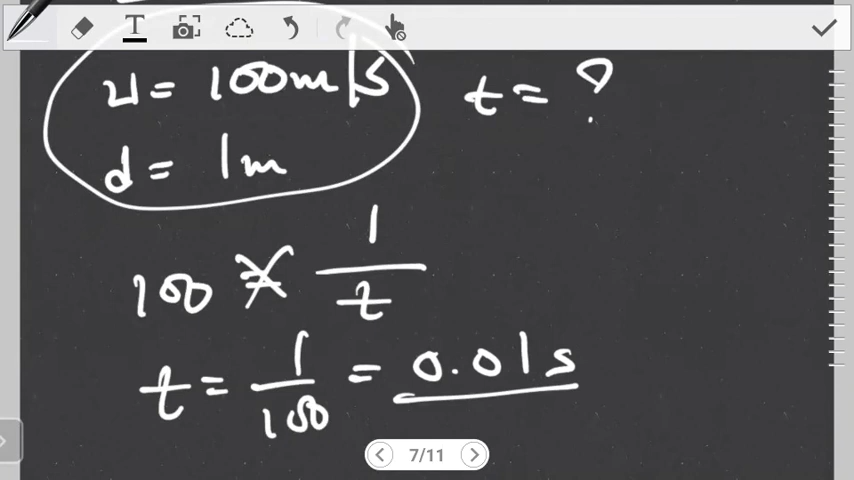 T
u = 100m/s t = ?
d = 1m
100 = 1/t
t = 1/100 = 0.01s
7/11